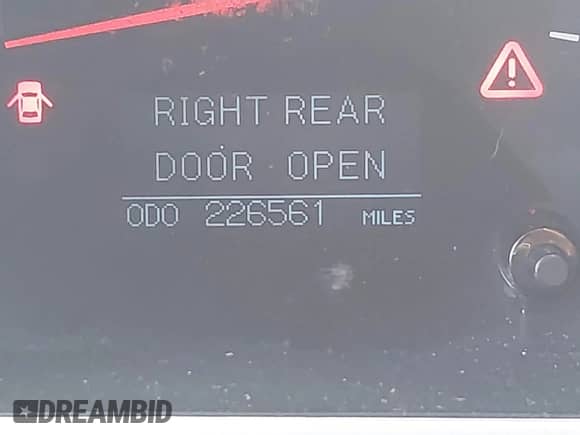 RIGHT REAR
DOOR OPEN
ODO 226561 MILES
DREAMBID